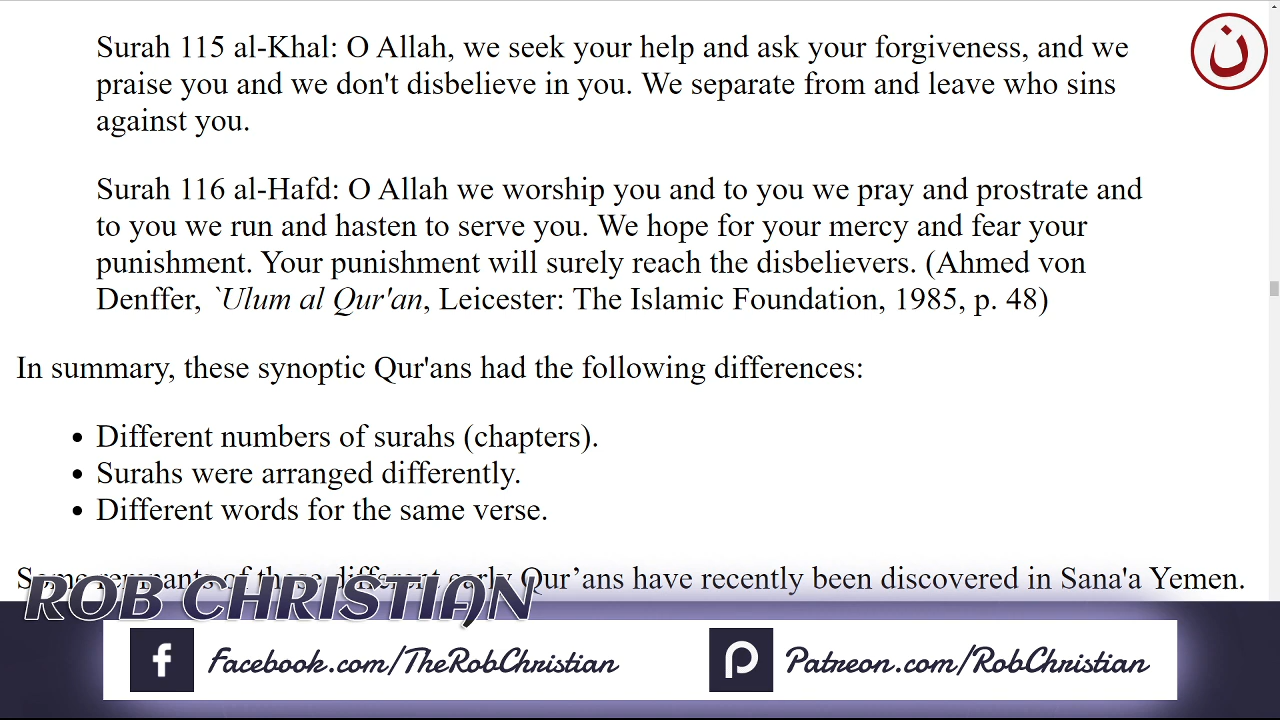 Surah 115 al-Khal: O Allah, we seek your help and ask your forgiveness, and we
praise you and we don't disbelieve in you. We separate from and leave who sins
against you.
Surah 116 al-Hafd: O Allah we worship you and to you we pray and prostrate and
to you we run and hasten to serve you. We hope for your mercy and fear your
punishment. Your punishment will surely reach the disbelievers. (Ahmed von
Denffer, `Ulum al Qur'an, Leicester: The Islamic Foundation, 1985, p. 48)
In summary, these synoptic Qur'ans had the following differences:
• Different numbers of surahs (chapters).
• Surahs were arranged differently.
• Different words for the same verse.
Some remnants of these different early Qur’ans have recently been discovered in Sana'a Yemen.
ن
ROB CHRISTIAN
Facebook.com/TheRobChristian
Patreon.com/RobChristian